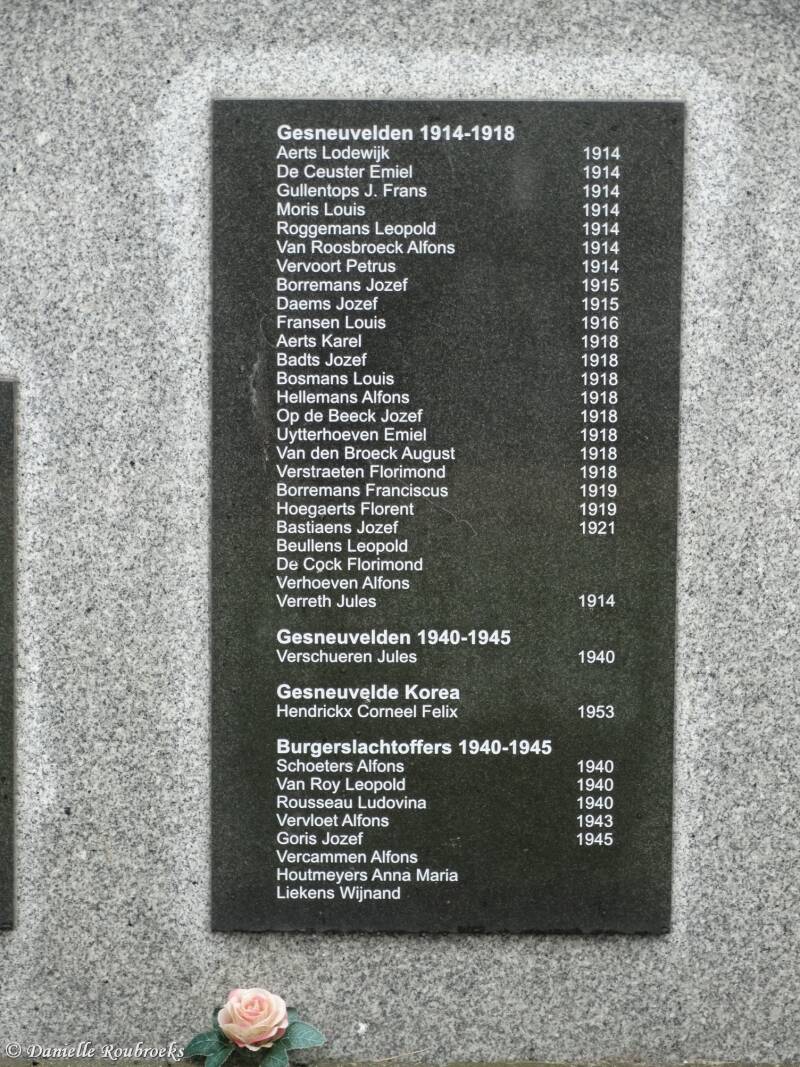 Gesneuvelden 1914-1918
Aerts Lodewijk 1914
De Ceuster Emiel 1914
Gullentops J. Frans 1914
Moris Louis 1914
Roggemans Leopold 1914
Van Roosbroeck Alfons 1914
Vervoort Petrus 1914
Borremans Jozef 1915
Daems Jozef 1915
Fransen Louis 1916
Aerts Karel 1918
Badts Jozef 1918
Bosmans Louis 1918
Hellemans Alfons 1918
Op de Beeck Jozef 1918
Uytterhoeven Emiel 1918
Van den Broeck August 1918
Verstraeten Florimond 1918
Borremans Franciscus 1919
Hoegaerts Florent 1919
Bastiaens Jozef 1921
Beullens Leopold
De Cock Florimond
Verhoeven Alfons
Verreth Jules 1914
Gesneuvelden 1940-1945
Verschueren Jules 1940
Gesneuvelde Korea
Hendrickx Corneel Felix 1953
Burgerslachtoffers 1940-1945
Schoeters Alfons 1940
Van Roy Leopold 1940
Rousseau Ludovina 1940
Vervloet Alfons 1943
Goris Jozef 1945
Vercammen Alfons
Houtmeyers Anna Maria
Liekens Wijnand
© Danielle Roubroeks